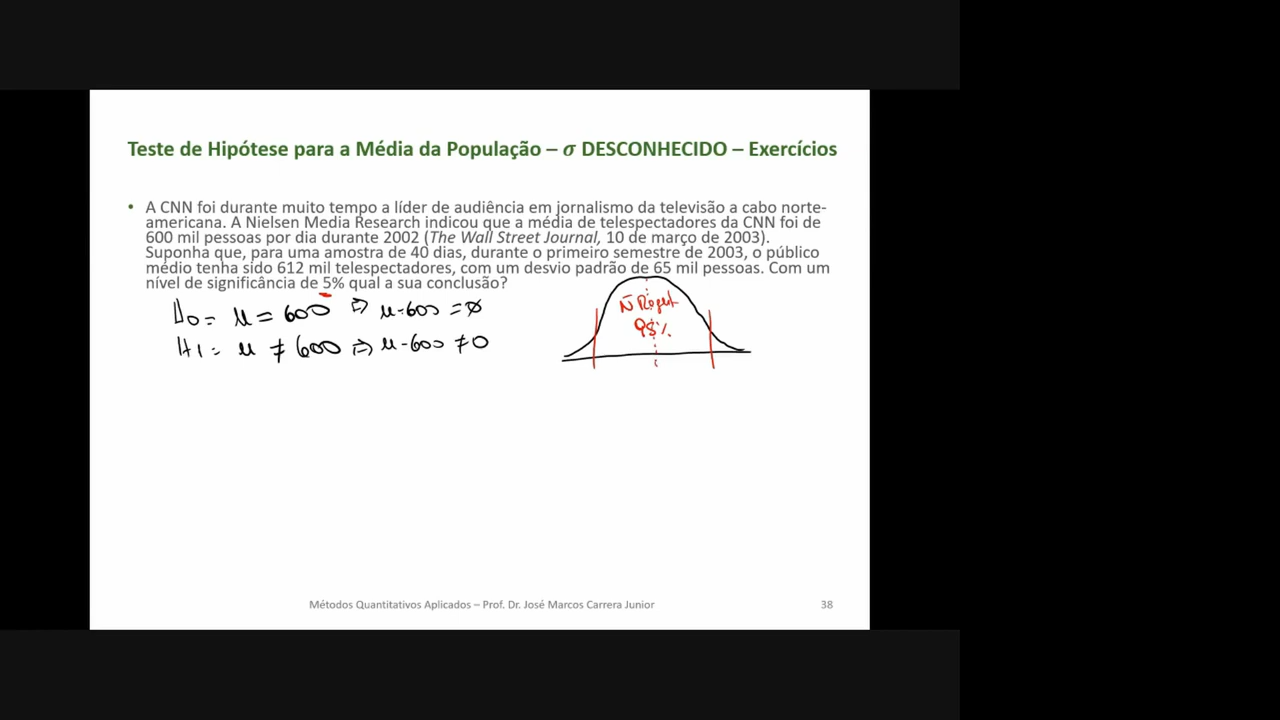 Teste de Hipótese para a Média da População – σ DESCONHECIDO – Exercícios
• A CNN foi durante muito tempo a líder de audiência em jornalismo da televisão a cabo norte-
americana. A Nielsen Media Research indicou que a média de telespectadores da CNN foi de
600 mil pessoas por dia durante 2002 (The Wall Street Journal, 10 de março de 2003).
Suponha que, para uma amostra de 40 dias, durante o primeiro semestre de 2003, o público
médio tenha sido 612 mil telespectadores, com um desvio padrão de 65 mil pessoas. Com um
nível de significância de 5% qual a sua conclusão?
H0 = μ = 600 ⇒ μ-600 = 0
H1 = μ ≠ 600 ⇒ μ-600 ≠ 0
95%
Métodos Quantitativos Aplicados – Prof. Dr. José Marcos Carrera Junior
38